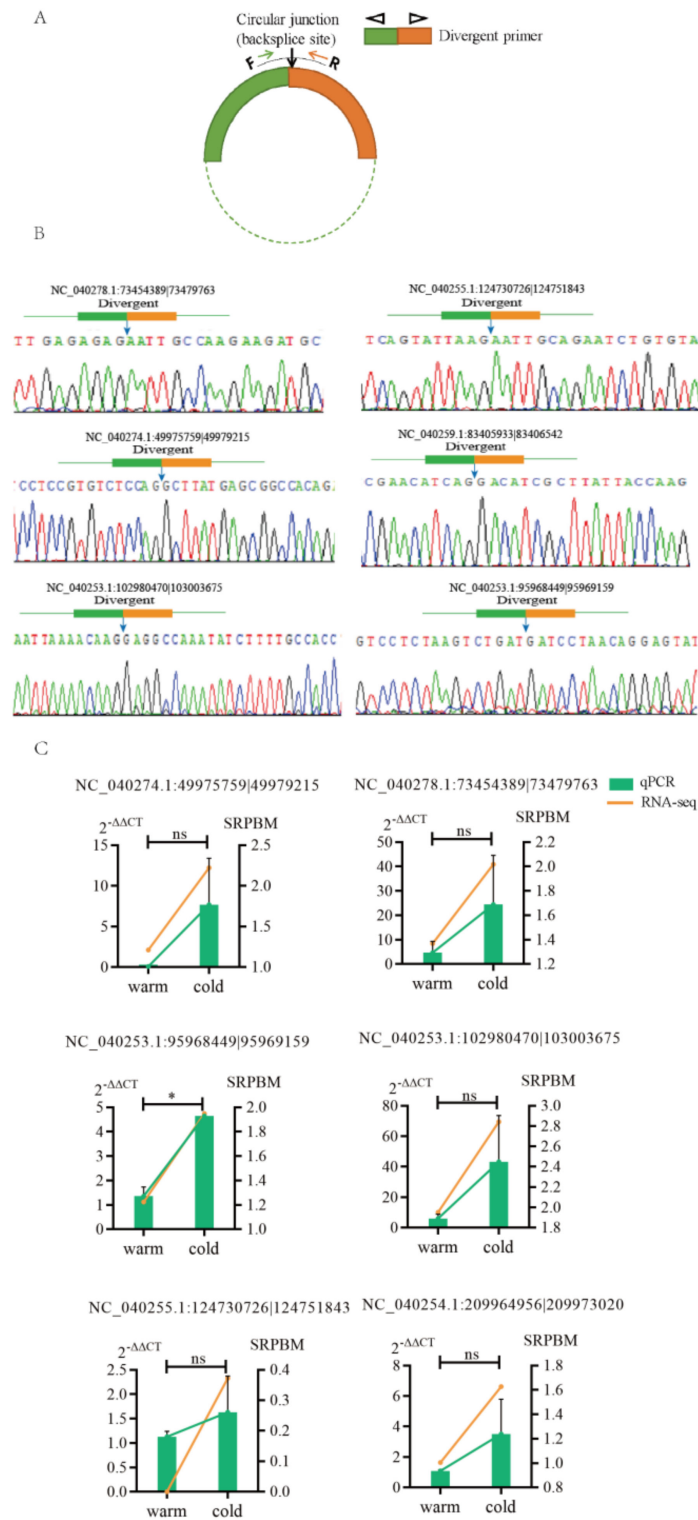 A
Circular junction
(backsplice site)
F
R
Divergent primer
B
NC_040278.1:73454389|73479763
Divergent
TT GAGAGAGAATT GCCAAGAAGATGC
NC_040255.1:124730726|124751843
Divergent
TCAGTATTAAGAATTGCAGAATCTGTGTA
NC_040274.1:49975759|49979215
CCTCCGTGTCTCCAGGCTTATGAGCGGCCACAG
NC_040259.1:83405933|83406542
CGAACATCAGGACATCGCTTATTACCAAG
NC_040253.1:102980470|103003675
Divergent
AATTAAAACAAGGAGGCCAAATATCTTTTGCCACC
NC_040253.1:95968449|95969159
Divergent
GTCCTCTAAGTCTGATGATCCTAACAGGAGTAT
C
qPCR
RNA-seq
NC_040274.1:49975759|49979215
2-ΔΔCT
SRPBM
ns
15
10
5
0
2.5
2.0
1.5
1.0
warm cold
NC_040278.1:73454389|73479763
2-ΔΔCT
SRPBM
ns
50
40
30
20
10
0
2.2
2.0
1.8
1.6
1.4
1.2
warm cold
NC_040253.1:95968449|95969159
2-ΔΔCT
SRPBM
*
5
4
3
2
1
0
2.0
1.8
1.6
1.4
1.2
1.0
warm cold
NC_040253.1:102980470|103003675
2-ΔΔCT
SRPBM
ns
80
60
40
20
0
3.0
2.8
2.6
2.4
2.2
2.0
1.8
warm cold
NC_040255.1:124730726|124751843
2-ΔΔCT
SRPBM
ns
2.5
2.0
1.5
1.0
0.5
0.0
0.4
0.3
0.2
0.1
0.0
warm cold
NC_040254.1:209964956|209973020
2-ΔΔCT
SRPBM
ns
8
6
4
2
0
1.8
1.6
1.4
1.2
1.0
0.8
warm cold